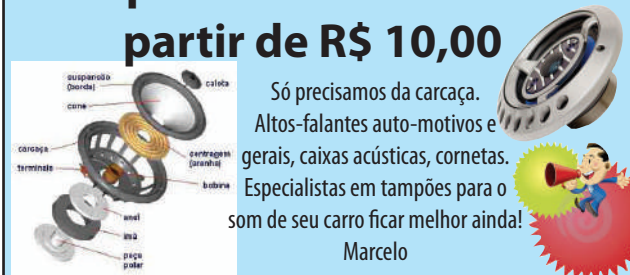 partir de R$ 10,00
suspensão
(borda)
calota
cone
carcaça
centragem
(aranha)
terminais
bobina
anel
imã
peça
polar
Só precisamos da carcaça.
Altos-falantes auto-motivos e
gerais, caixas acústicas, cornetas.
Especialistas em tampões para o
som de seu carro ficar melhor ainda!
Marcelo